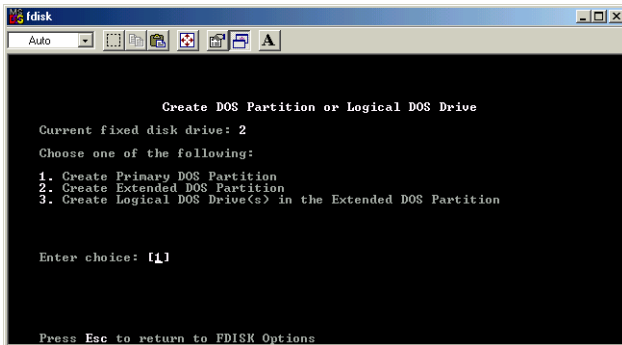 fdisk
Auto
A
Create DOS Partition or Logical DOS Drive
Current fixed disk drive: 2
Choose one of the following:
1. Create Primary DOS Partition
2. Create Extended DOS Partition
3. Create Logical DOS Drive(s) in the Extended DOS Partition
Enter choice: [1]
Press Esc to return to FDISK Options